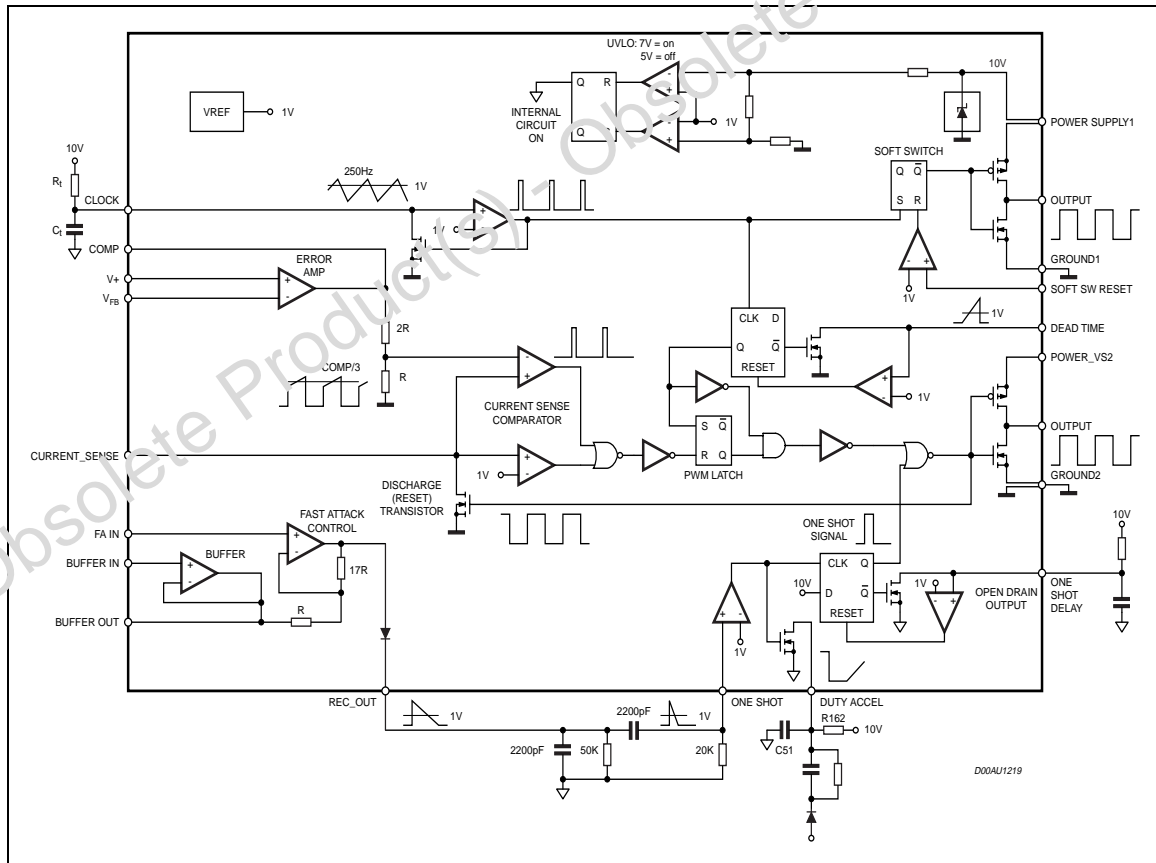 Obsolete Product(s) - Obsolete
UVLO: 7V = on
5V = off
10V
Q R
Q
INTERNAL
CIRCUIT
ON
- +
- +
1V
VREF
1V
POWER SUPPLY1
SOFT SWITCH
Q Q
S R
10V
Rt
CLOCK
Ct
250Hz
1V
+
-
1V
OUTPUT
GROUND1
- +
1V
SOFT SW RESET
COMP
V+
VFB
ERROR
AMP
+
-
2R
R
COMP/3
CLK D
Q Q
RESET
1V
DEAD TIME
POWER_VS2
+
-
1V
-
+
CURRENT SENSE
COMPARATOR
S Q
R Q
PWM LATCH
OUTPUT
GROUND2
CURRENT_SENSE
1V
+
-
DISCHARGE
(RESET)
TRANSISTOR
ONE SHOT
SIGNAL
10V
FA IN
FAST ATTACK
CONTROL
+
-
17R
BUFFER IN
BUFFER
+
-
BUFFER OUT
R
CLK Q
10V
D Q
RESET
+ -
1V
1V
- +
OPEN DRAIN
OUTPUT
ONE
SHOT
DELAY
REC_OUT
1V
ONE SHOT
DUTY ACCEL
2200pF
1V
2200pF
50K
20K
R162
10V
C51
D00AU1219